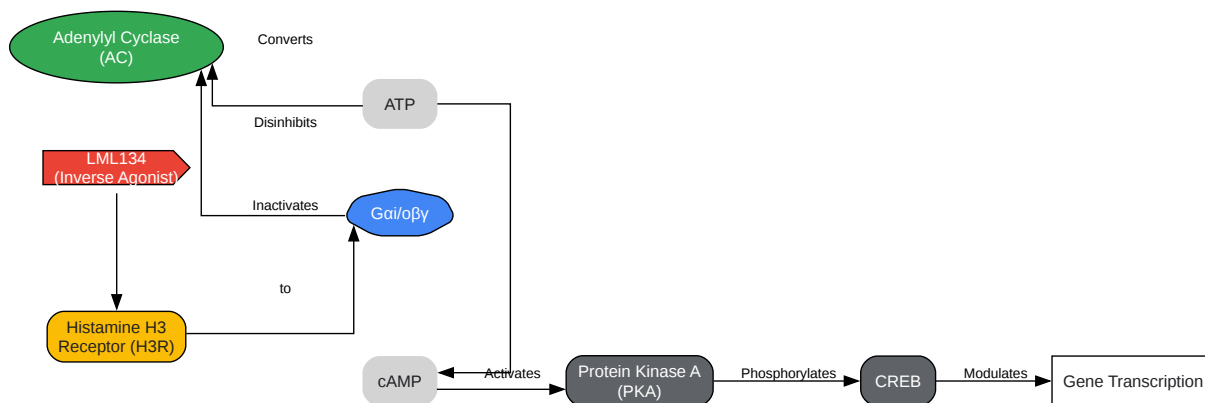 Adenylyl Cyclase
(AC)
Converts
ATP
Disinhibits
LML134
(Inverse Agonist)
Inactivates
Gαi/oβγ
to
Histamine H3
Receptor (H3R)
cAMP
Activates
Protein Kinase A
(PKA)
Phosphorylates
CREB
Modulates
Gene Transcription